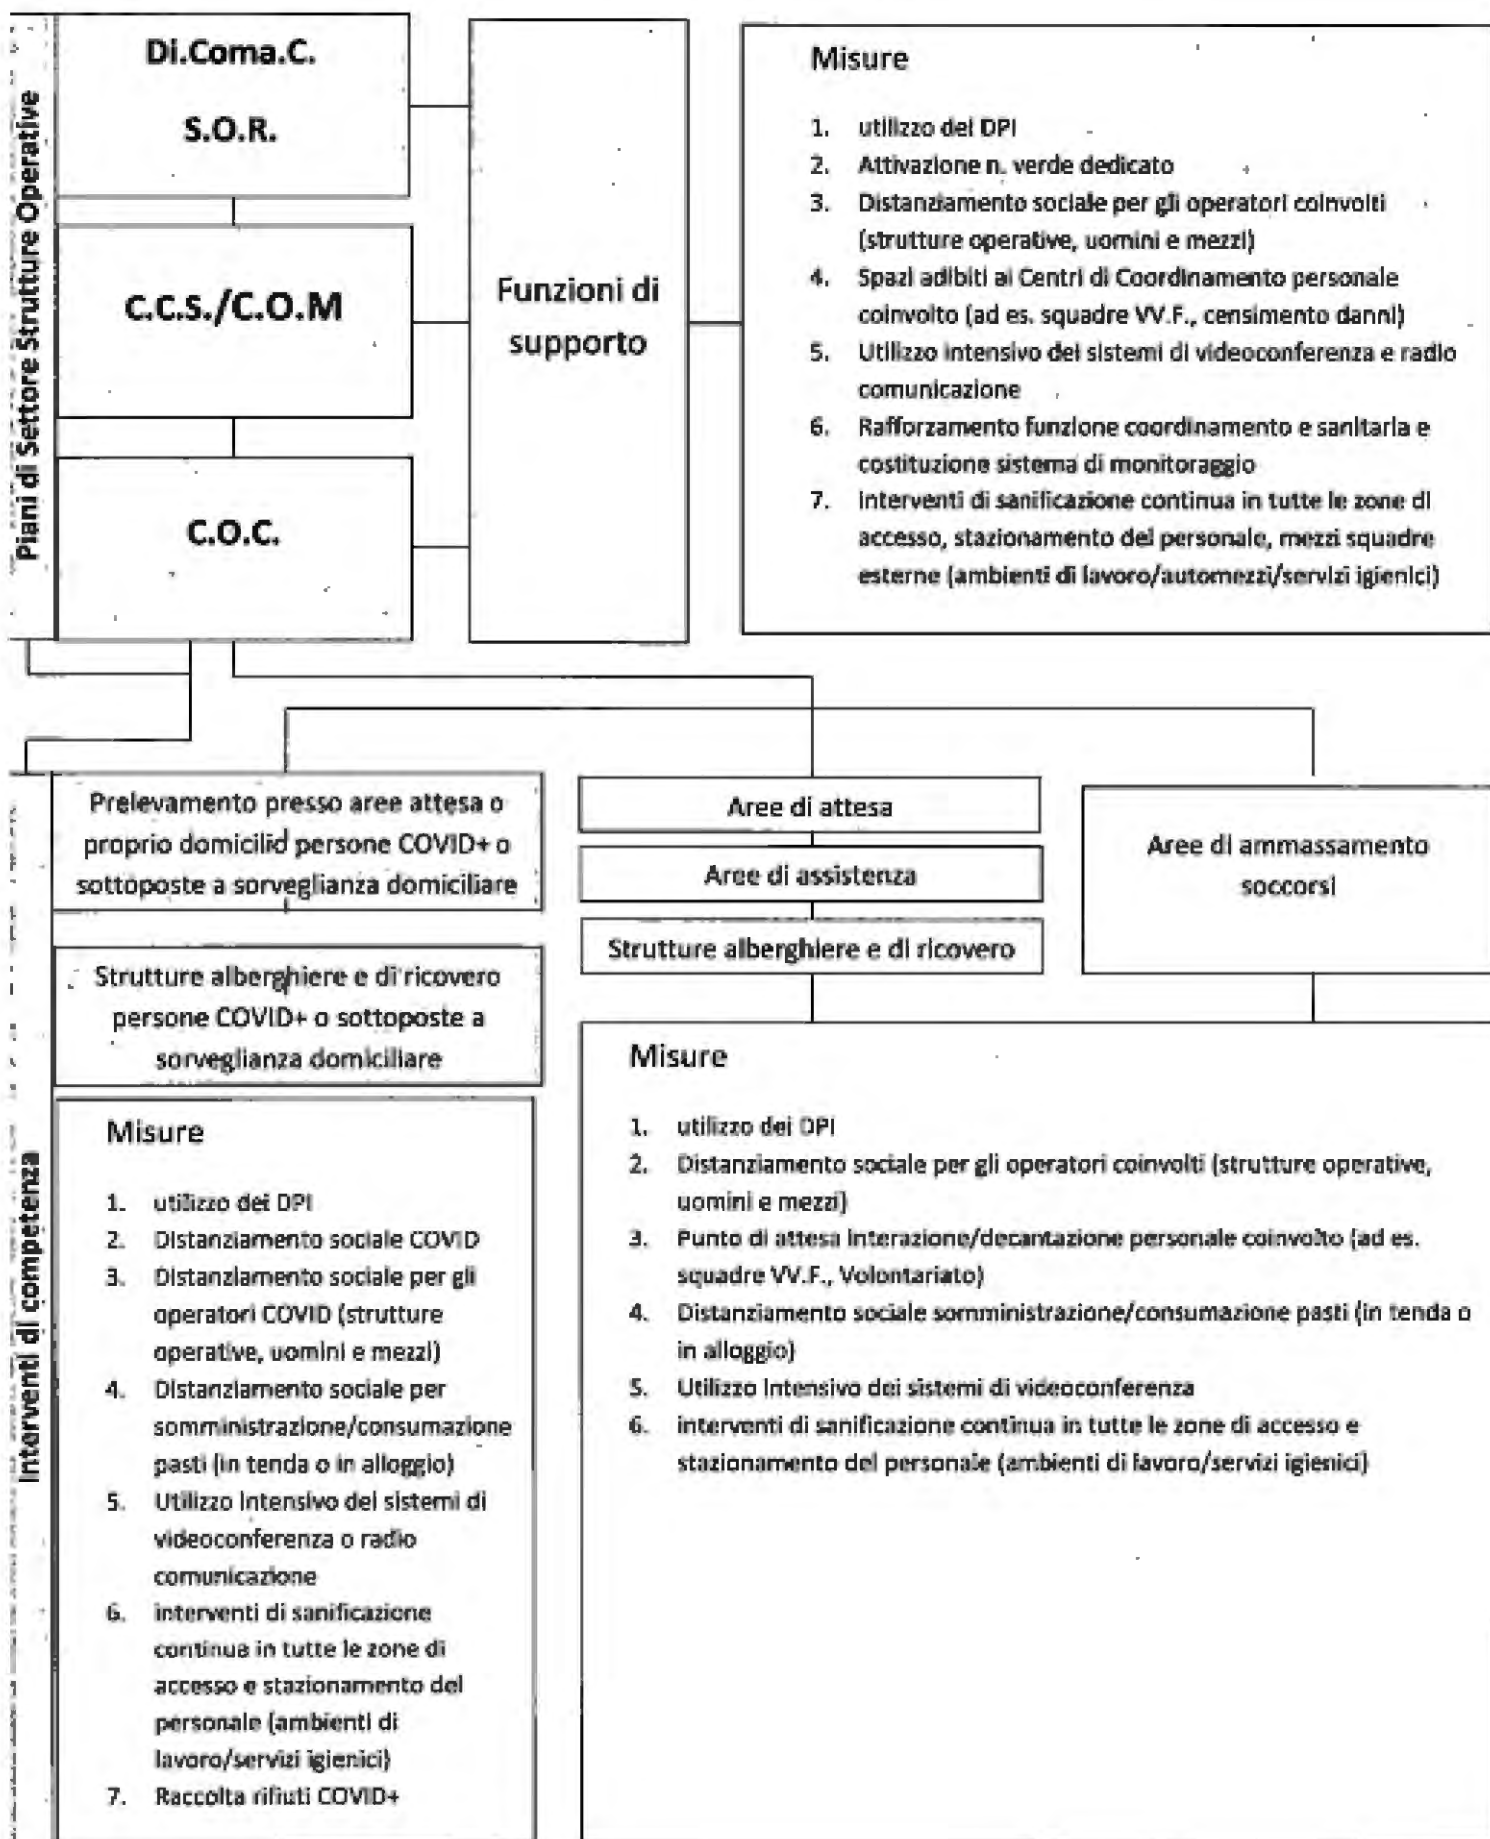 Piani di Settore Strutture Operative
Di.Coma.C.
S.O.R.
C.C.S./C.O.M
C.O.C.
Funzioni di
supporto
Misure
1. utilizzo dei DPI
2. Attivazione n. verde dedicato
3. Distanziamento sociale per gli operatori coinvolti
(strutture operative, uomini e mezzi)
4. Spazi adibiti ai Centri di Coordinamento personale
coinvolto (ad es. squadre VV.F., censimento danni)
5. Utilizzo intensivo dei sistemi di videoconferenza e radio
comunicazione
6. Rafforzamento funzione coordinamento e sanitaria e
costituzione sistema di monitoraggio
7. interventi di sanificazione continua in tutte le zone di
accesso, stazionamento del personale, mezzi squadre
esterne (ambienti di lavoro/automezzi/servizi igienici)
Interventi di competenza
Prelevamento presso aree attesa o
proprio domicilio persone COVID+ o
sottoposte a sorveglianza domiciliare
Strutture alberghiere e di ricovero
persone COVID+ o sottoposte a
sorveglianza domiciliare
Misure
1. utilizzo dei DPI
2. Distanziamento sociale COVID
3. Distanziamento sociale per gli
operatori COVID (strutture
operative, uomini e mezzi)
4. Distanziamento sociale per
somministrazione/consumazione
pasti (in tenda o in alloggio)
5. Utilizzo intensivo dei sistemi di
videoconferenza o radio
comunicazione
6. interventi di sanificazione
continua in tutte le zone di
accesso e stazionamento del
personale (ambienti di
lavoro/servizi igienici)
7. Raccolta rifiuti COVID+
Aree di attesa
Aree di assistenza
Strutture alberghiere e di ricovero
Aree di ammassamento
soccorsi
Misure
1. utilizzo dei DPI
2. Distanziamento sociale per gli operatori coinvolti (strutture operative,
uomini e mezzi)
3. Punto di attesa interazione/decantazione personale coinvolto (ad es.
squadre VV.F., Volontariato)
4. Distanziamento sociale somministrazione/consumazione pasti (in tenda o
in alloggio)
5. Utilizzo intensivo dei sistemi di videoconferenza
6. interventi di sanificazione continua in tutte le zone di accesso e
stazionamento del personale (ambienti di lavoro/servizi igienici)